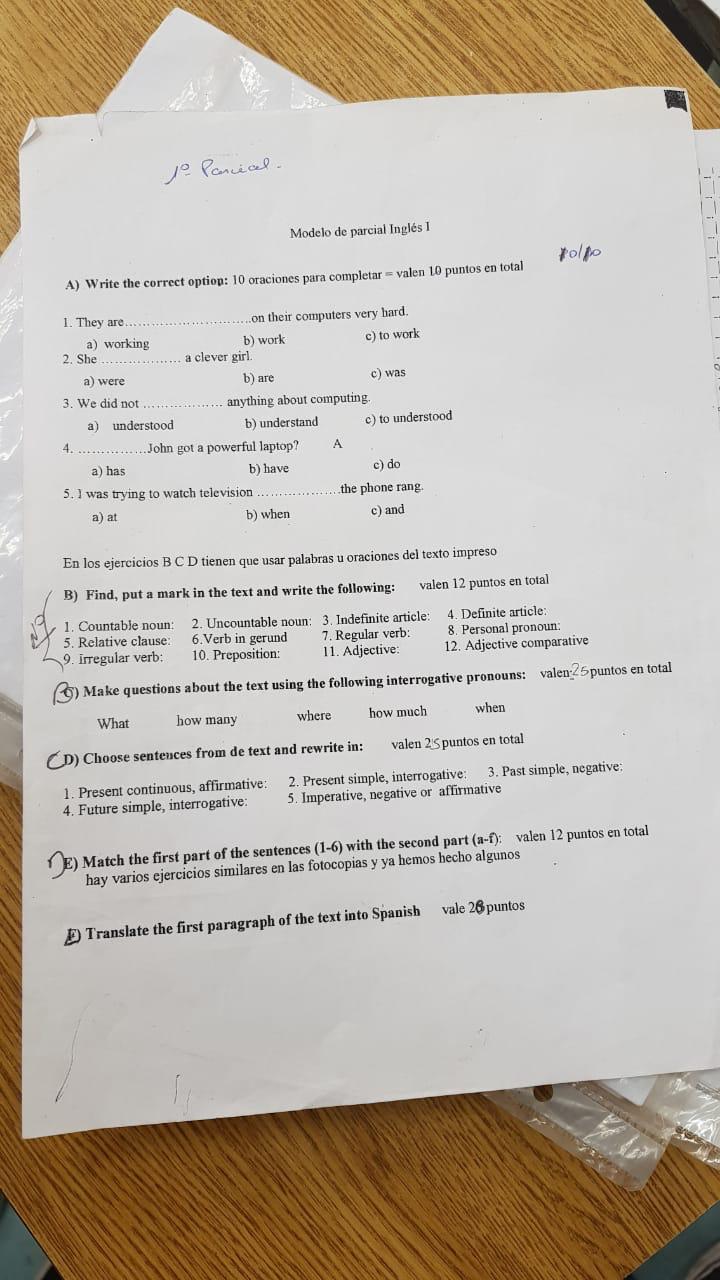 1º Parcial.
Modelo de parcial Inglés I
10/10
A) Write the correct option: 10 oraciones para completar = valen 10 puntos en total
1. They are..............................on their computers very hard.
a) working b) work c) to work
2. She .................. a clever girl.
a) were b) are c) was
3. We did not .................. anything about computing.
a) understood b) understand c) to understood
4. ................John got a powerful laptop? A
a) has b) have c) do
5. I was trying to watch television ...................the phone rang.
a) at b) when c) and
En los ejercicios B C D tienen que usar palabras u oraciones del texto impreso
B) Find, put a mark in the text and write the following: valen 12 puntos en total
No
1. Countable noun: 2. Uncountable noun: 3. Indefinite article: 4. Definite article:
5. Relative clause: 6.Verb in gerund 7. Regular verb: 8. Personal pronoun:
9. Irregular verb: 10. Preposition: 11. Adjective: 12. Adjective comparative
B) Make questions about the text using the following interrogative pronouns: valen 25 puntos en total
What how many where how much when
C D) Choose sentences from de text and rewrite in: valen 25 puntos en total
1. Present continuous, affirmative: 2. Present simple, interrogative: 3. Past simple, negative:
4. Future simple, interrogative: 5. Imperative, negative or affirmative
D E) Match the first part of the sentences (1-6) with the second part (a-f): valen 12 puntos en total
hay varios ejercicios similares en las fotocopias y ya hemos hecho algunos
E) Translate the first paragraph of the text into Spanish vale 28 puntos